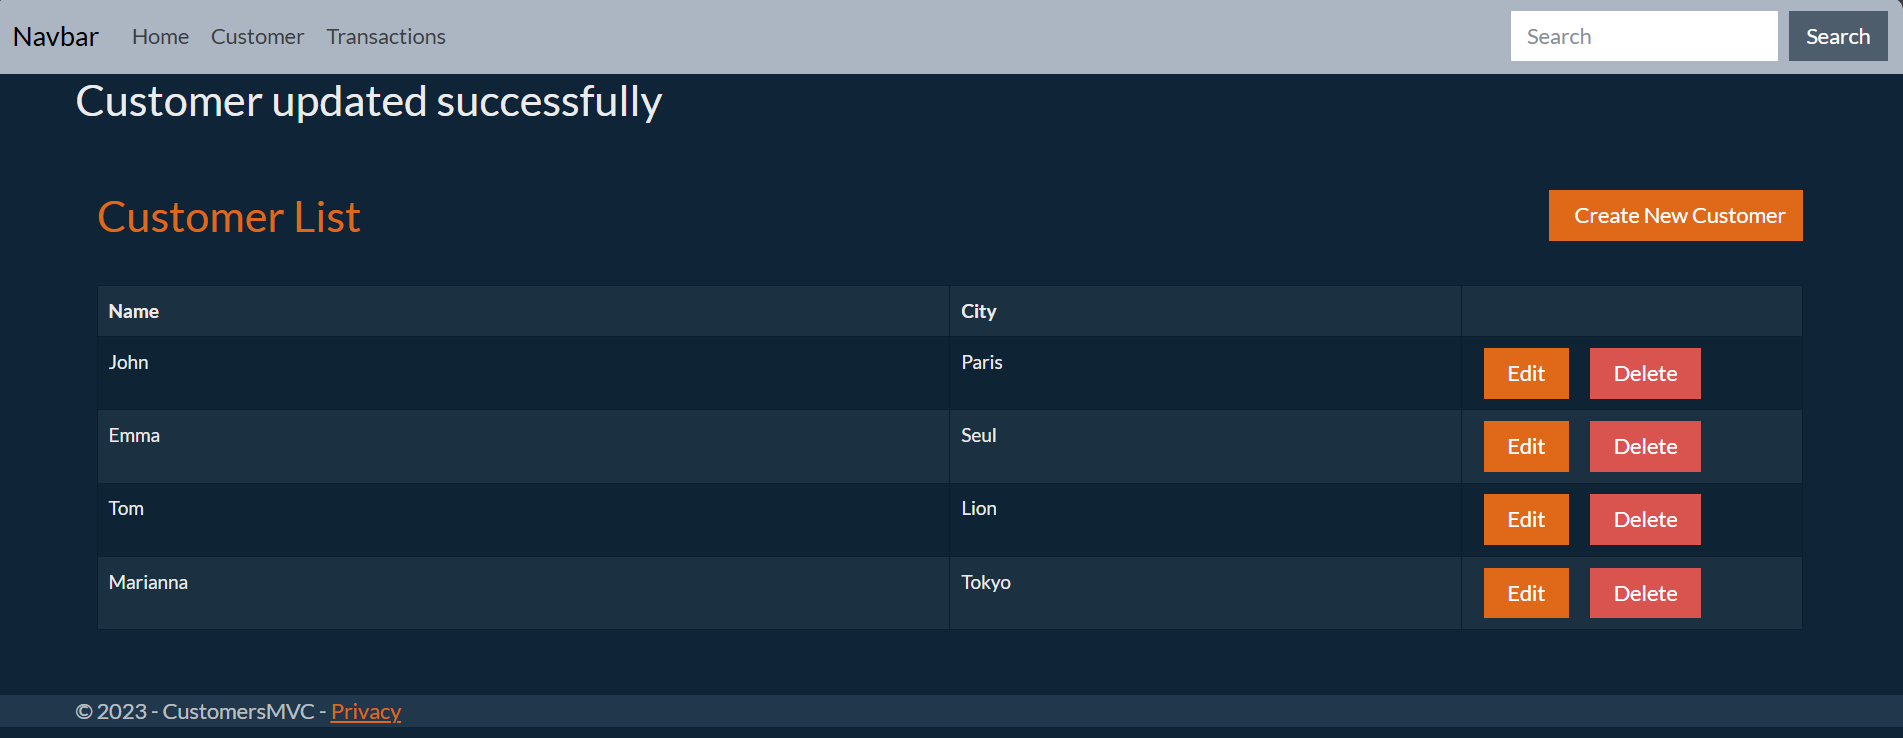 Navbar Home Customer Transactions Search Search
Customer updated successfully
Customer List Create New Customer
Name City
John Paris Edit Delete
Emma Seul Edit Delete
Tom Lion Edit Delete
Marianna Tokyo Edit Delete
© 2023 - CustomersMVC - Privacy